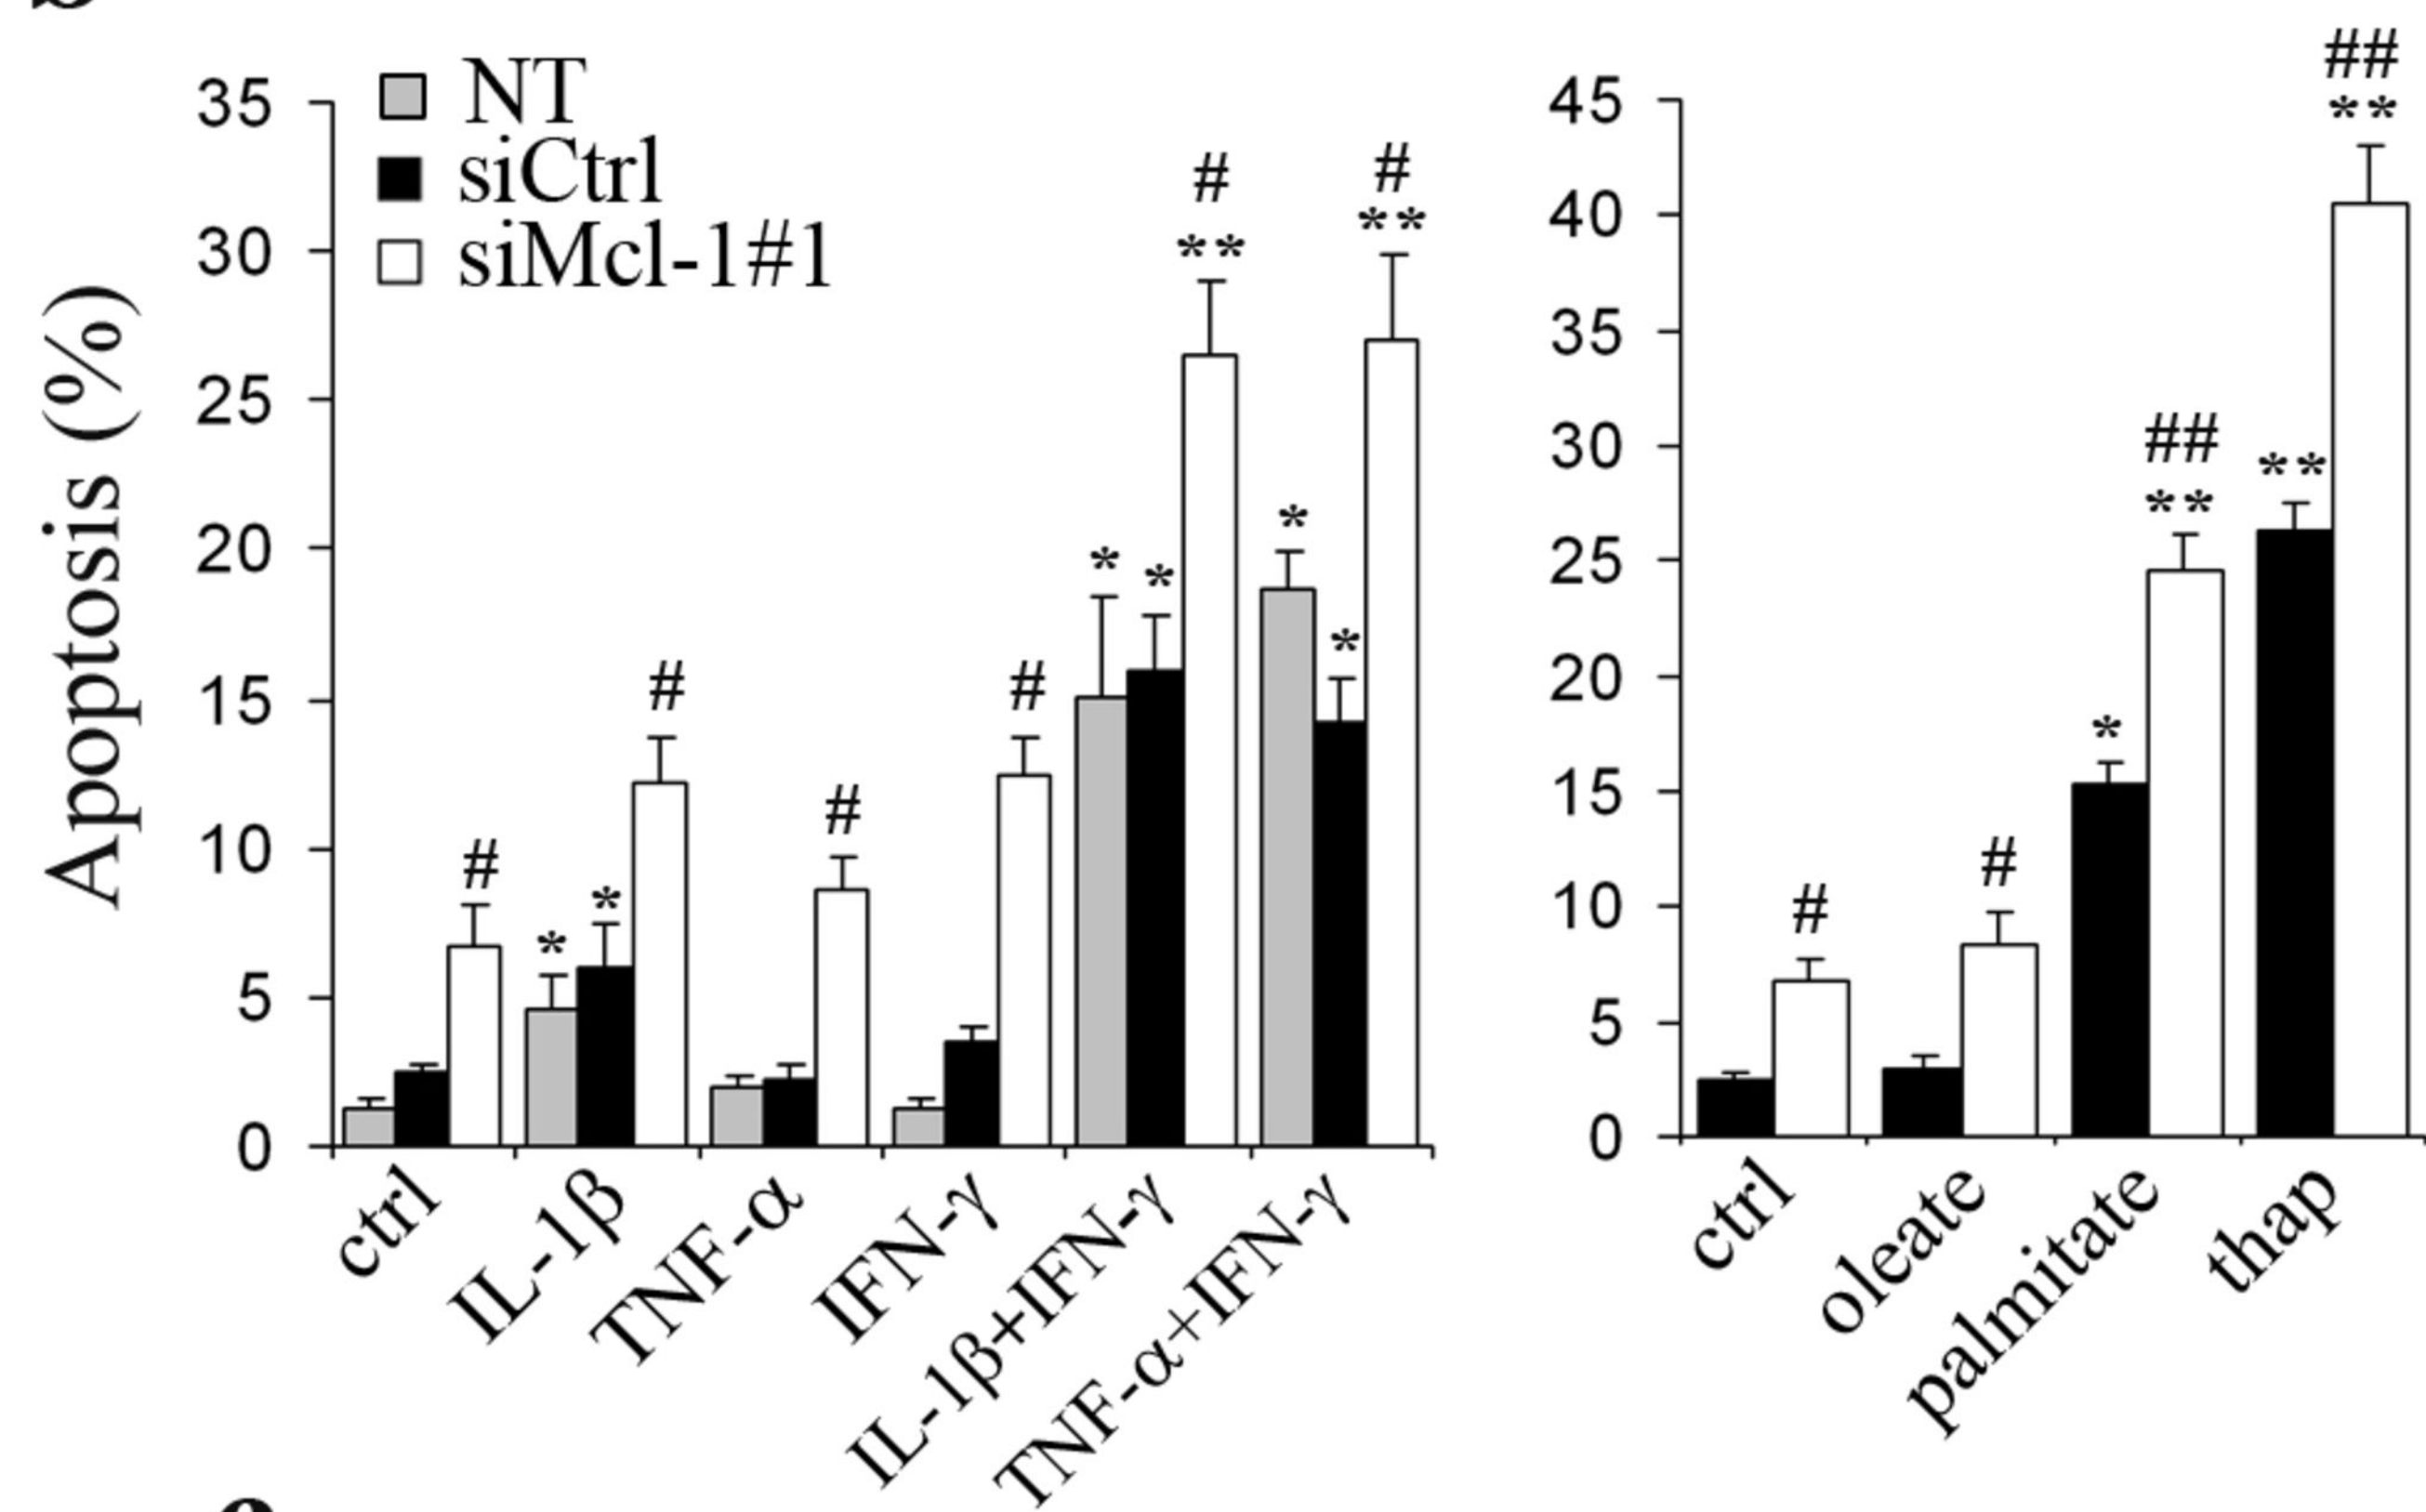 NT
siCtrl
siMcl-1#1
Apoptosis (%)
35
30
25
20
15
10
5
0
#
*
*
#
#
#
*
*
#
**
*
*
#
**
ctrl
IL-1β
TNF-α
IFN-γ
IL-1β+IFN-γ
TNF-α+IFN-γ
45
40
35
30
25
20
15
10
5
0
#
#
*
##
**
**
##
**
ctrl
oleate
palmitate
thap